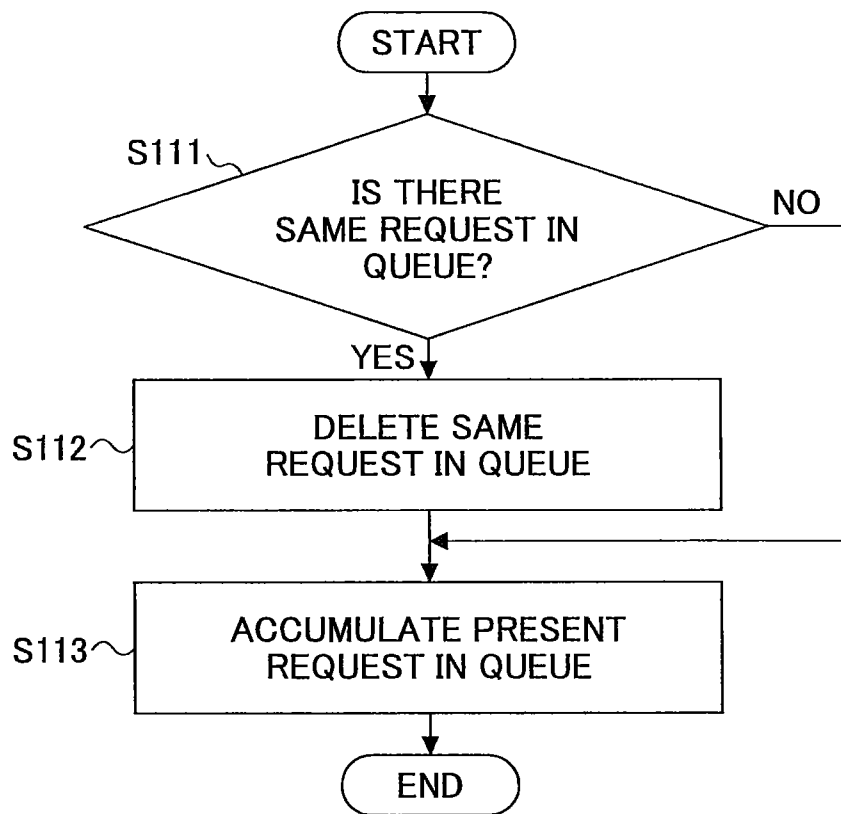 START
S111
IS THERE
SAME REQUEST IN
QUEUE?
NO
YES
S112
DELETE SAME
REQUEST IN QUEUE
S113
ACCUMULATE PRESENT
REQUEST IN QUEUE
END